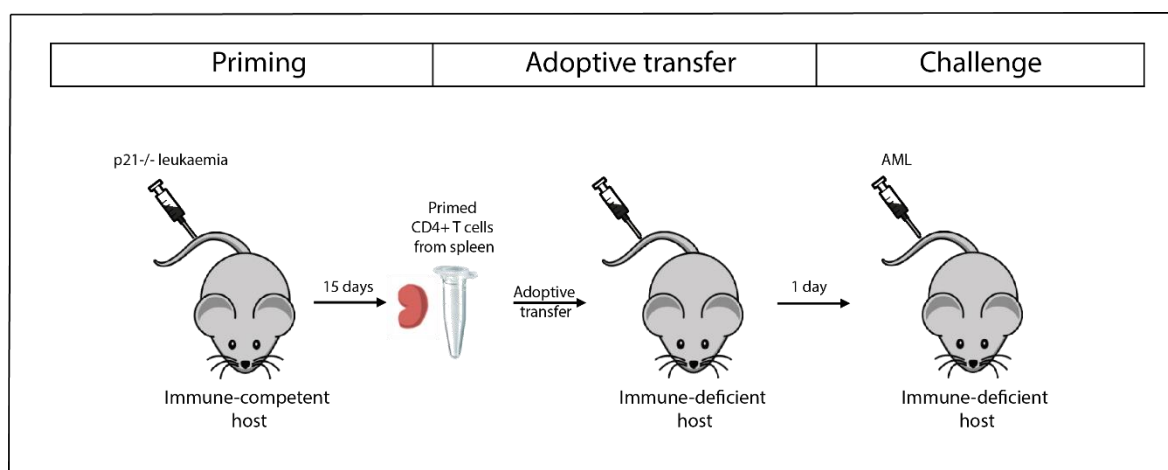 Priming
Adoptive transfer
Challenge
p21-/- leukaemia
15 days
Primed
CD4+ T cells
from spleen
Adoptive
transfer
1 day
AML
Immune-competent
host
Immune-deficient
host
Immune-deficient
host